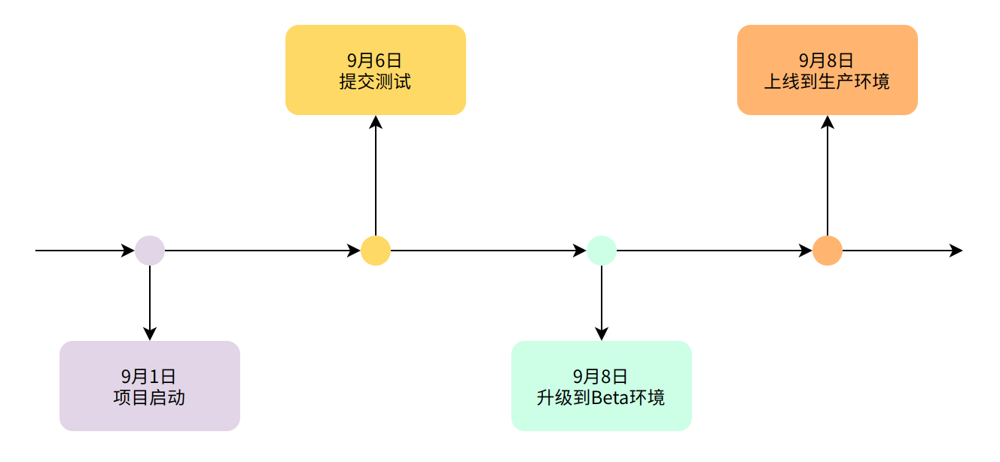 9月6日
提交测试
9月8日
上线到生产环境
9月1日
项目启动
9月8日
升级到Beta环境